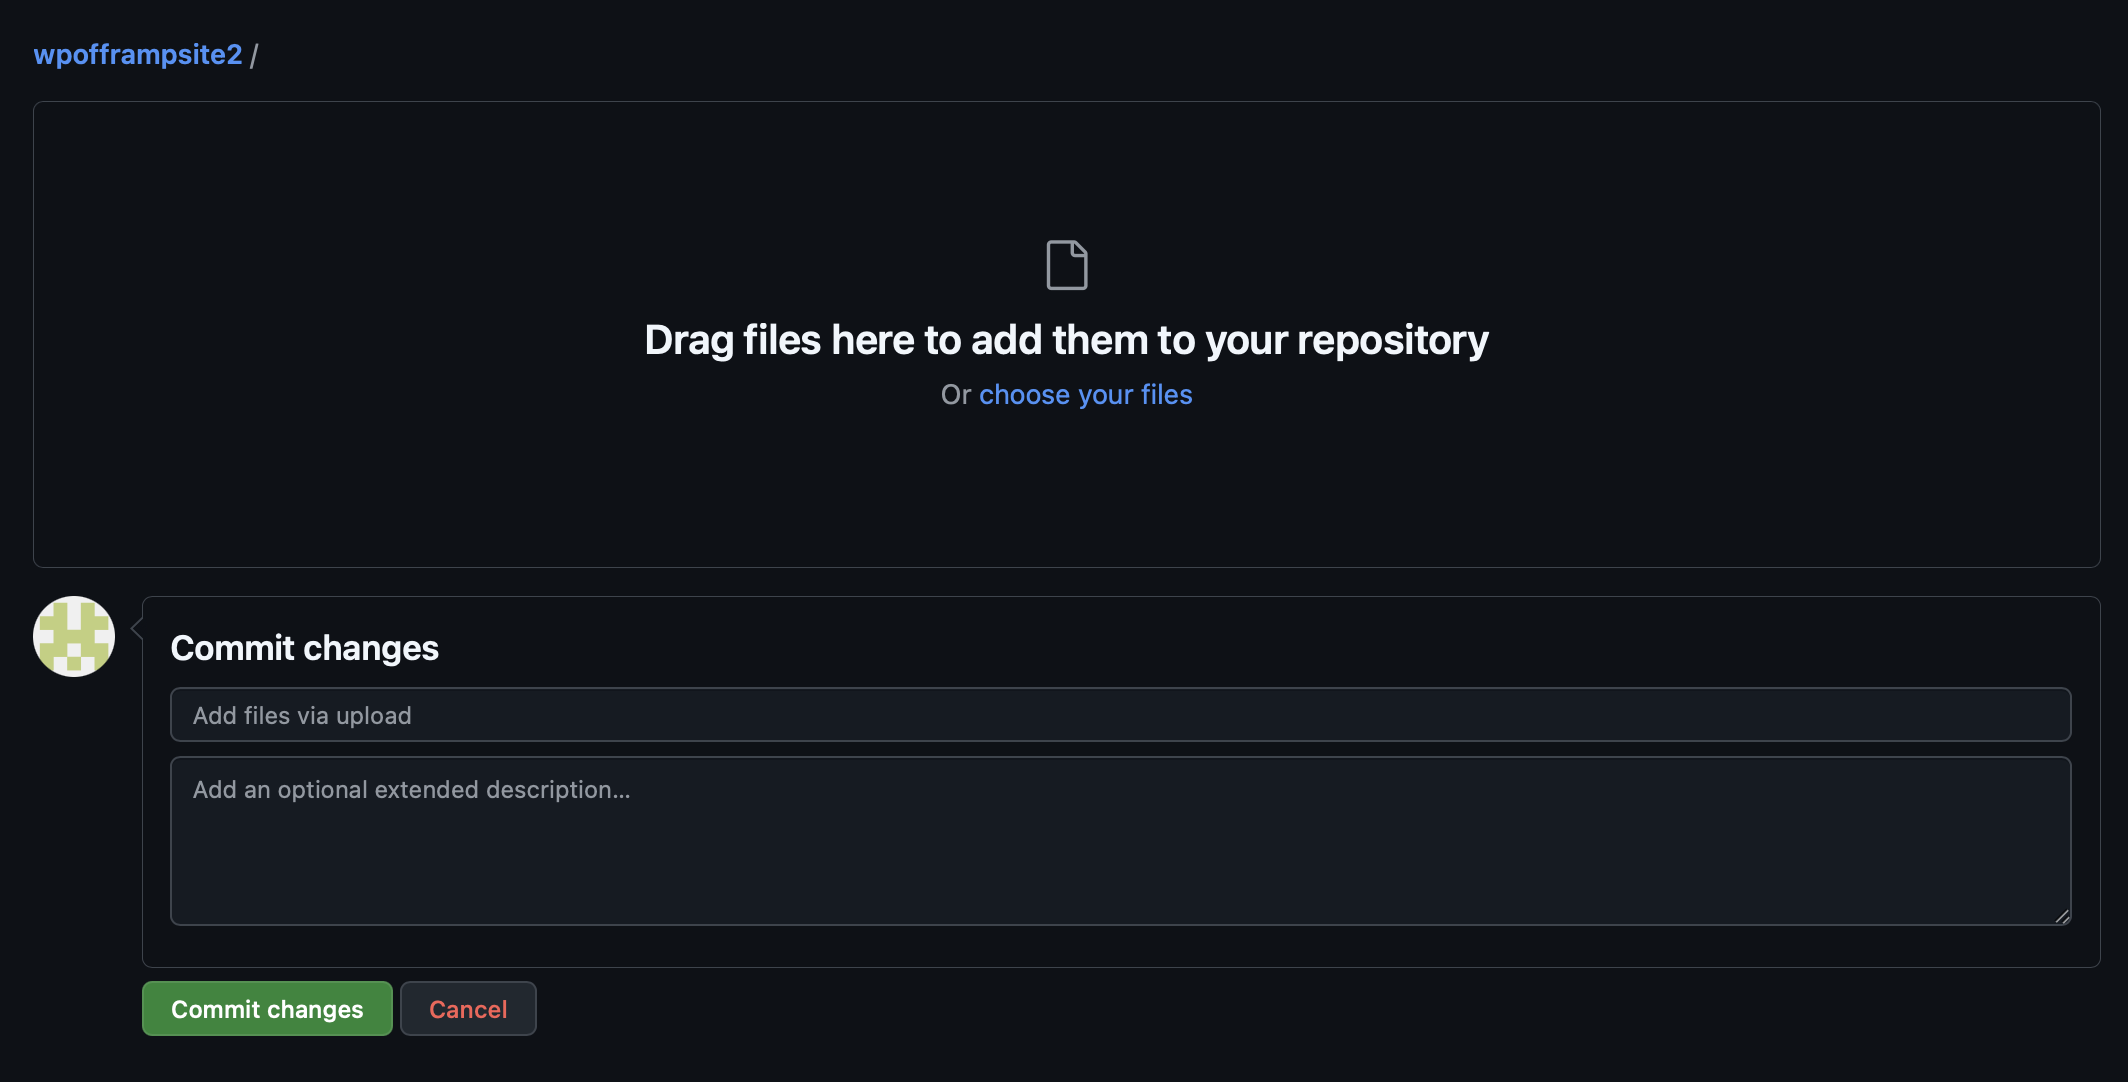 wpofframpsite2 /
Drag files here to add them to your repository
Or choose your files
Commit changes
Add files via upload
Add an optional extended description...
Commit changes
Cancel